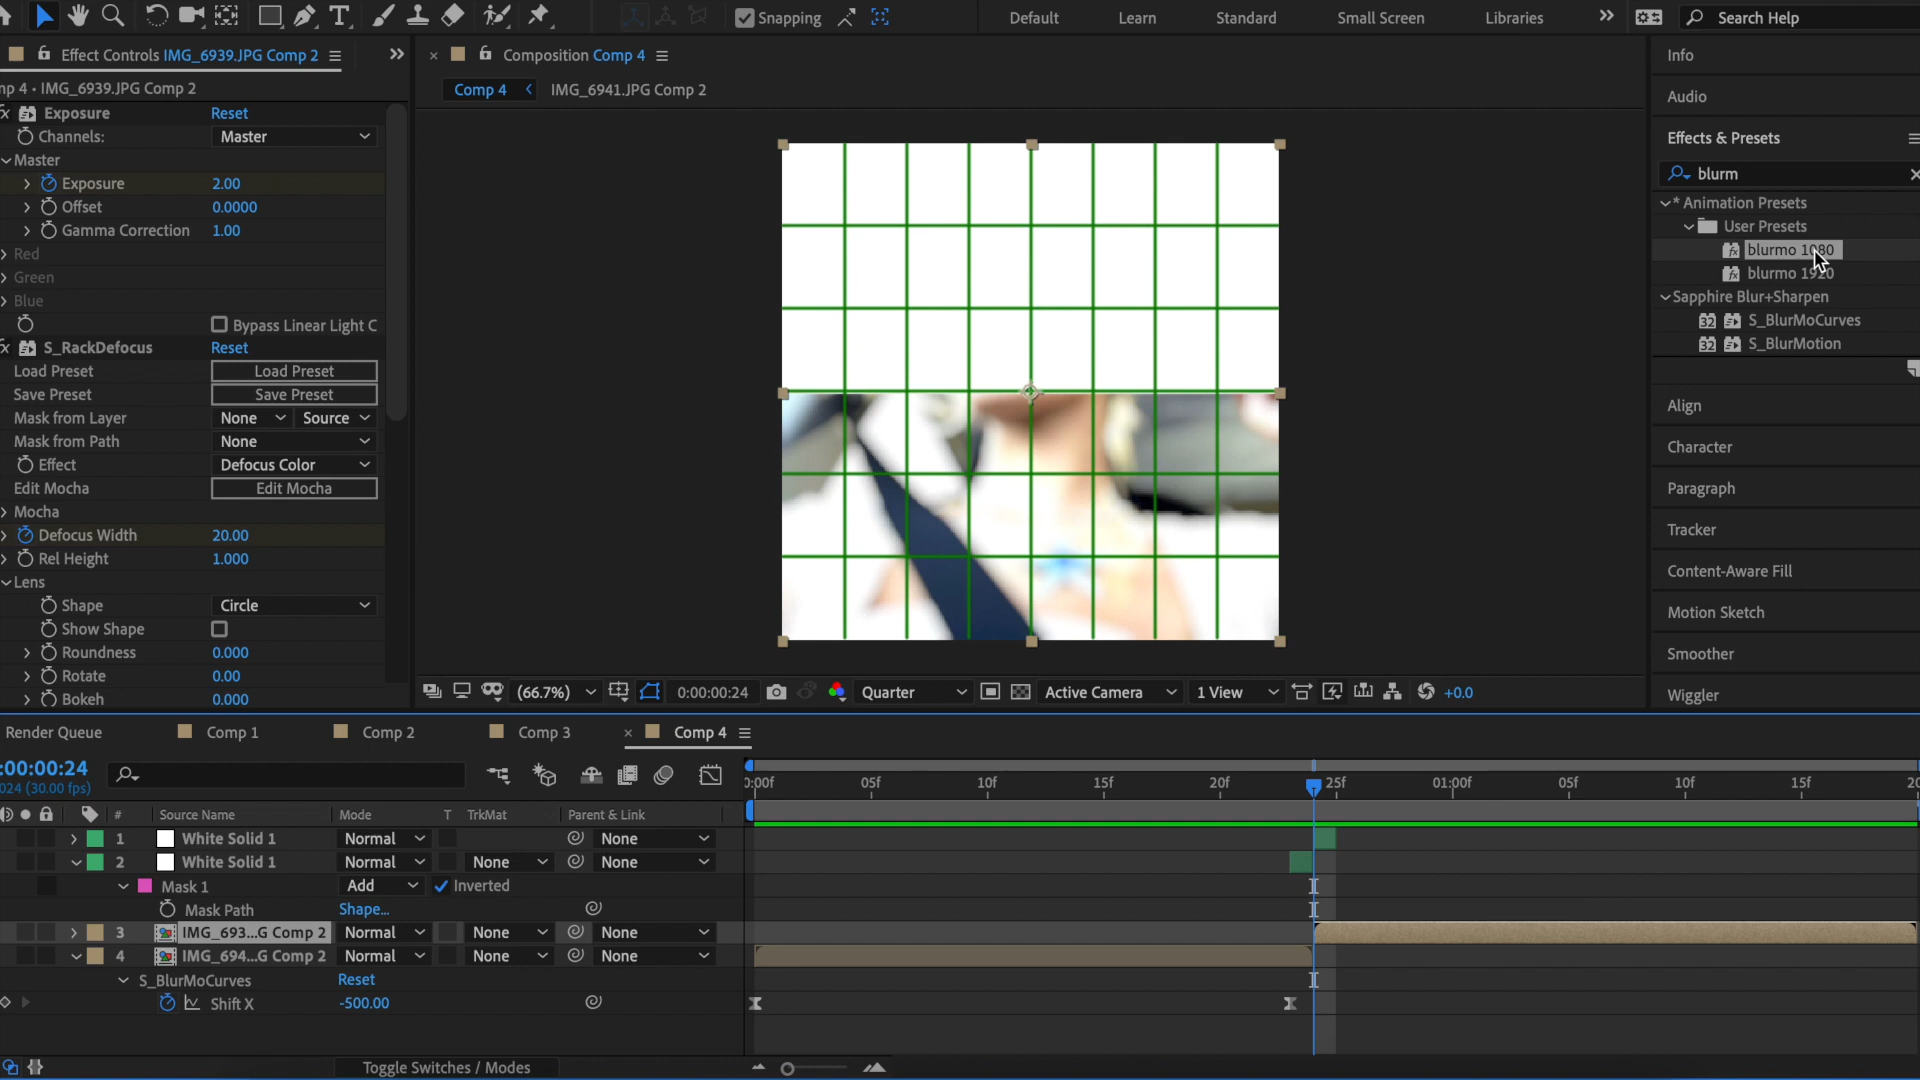 Snapping
Default
Learn
Standard
Small Screen
Libraries
Search Help
Effect Controls IMG_6939.JPG Comp 2
Composition Comp 4
Info
mp 4 • IMG_6939.JPG Comp 2
Comp 4
IMG_6941.JPG Comp 2
Audio
Exposure Reset
Channels: Master
Master
Exposure 2.00
Offset 0.0000
Gamma Correction 1.00
Red
Green
Blue
Bypass Linear Light C
S_RackDefocus Reset
Load Preset Load Preset
Save Preset Save Preset
Mask from Layer None Source
Mask from Path None
Effect Defocus Color
Edit Mocha Edit Mocha
Mocha
Defocus Width 20.00
Rel Height 1.000
Lens
Shape Circle
Show Shape
Roundness 0.000
Rotate 0.00
Bokeh 0.000
Effects & Presets
blurm
* Animation Presets
User Presets
blurmo 1080
blurmo 1920
Sapphire Blur+Sharpen
32 S_BlurMoCurves
32 S_BlurMotion
Align
Character
Paragraph
Tracker
Content-Aware Fill
Motion Sketch
Smoother
Wiggler
(66.7%) 0:00:00:24 Quarter Active Camera 1 View +0.0
Render Queue Comp 1 Comp 2 Comp 3 Comp 4
:00:00:24
024 (30.00 fps)
0:00f 05f 10f 15f 20f 25f 01:00f 05f 10f 15f 20
# Source Name Mode T TrkMat Parent & Link
1 White Solid 1 Normal None
2 White Solid 1 Normal None None
Mask 1 Add Inverted
Mask Path Shape...
3 IMG_693...G Comp 2 Normal None None
4 IMG_694...G Comp 2 Normal None None
S_BlurMoCurves Reset
Shift X -500.00
Toggle Switches / Modes